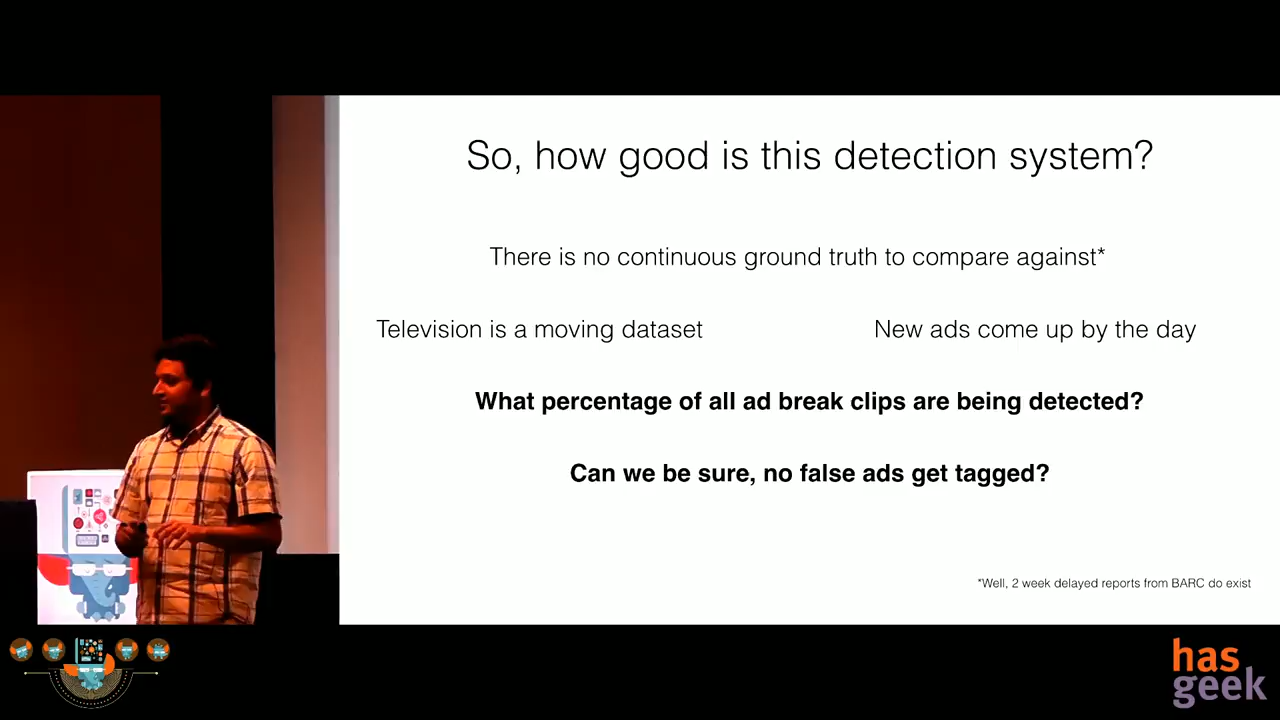 So, how good is this detection system?
There is no continuous ground truth to compare against*
Television is a moving dataset
New ads come up by the day
What percentage of all ad break clips are being detected?
Can we be sure, no false ads get tagged?
*Well, 2 week delayed reports from BARC do exist
has
geek